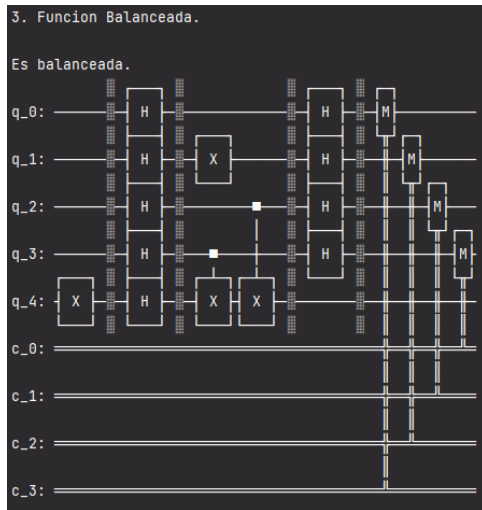 3. Funcion Balanceada.
Es balanceada.
q_0: H H M
q_1: H X H M
q_2: H H M
q_3: H H M
q_4: X H X X
c_0:
c_1:
c_2:
c_3: